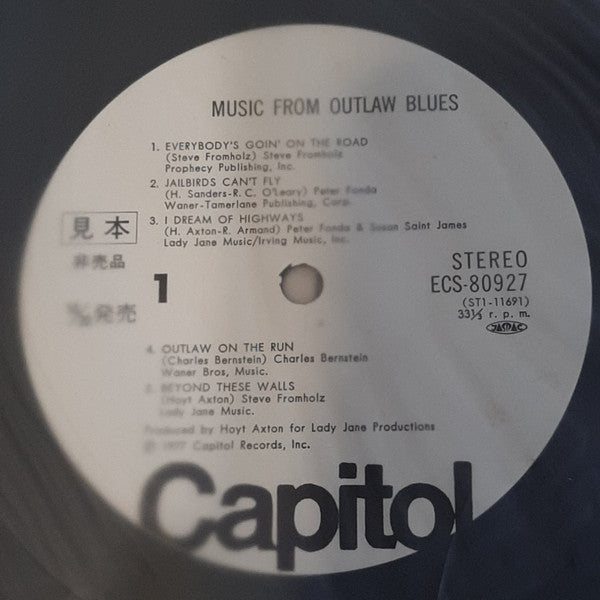 MUSIC FROM OUTLAW BLUES
1. EVERYBODY'S GOIN' ON THE ROAD
(Steve Fromholz) Steve Fromholz
Prophecy Publishing, Inc.
2. JAILBIRDS CAN'T FLY
(H. Sanders-R. C. O'Leary) Peter Fonda
Waner-Tamerlane Publishing, Corp.
3. I DREAM OF HIGHWAYS
(H. Axton-R. Armand) Peter Fonda & Susan Saint James
Lady Jane Music/Irving Music, Inc.
見本
非売品
発売
1
STEREO
ECS-80927
(ST1-11691)
33⅓ r. p. m.
JASRAC
4. OUTLAW ON THE RUN
(Charles Bernstein) Charles Bernstein
Waner Bros, Music.
5. BEYOND THESE WALLS
(Hoyt Axton) Steve Fromholz
Lady Jane Music.
Produced by Hoyt Axton for Lady Jane Productions
Ⓟ 1977 Capitol Records, Inc.
Capitol